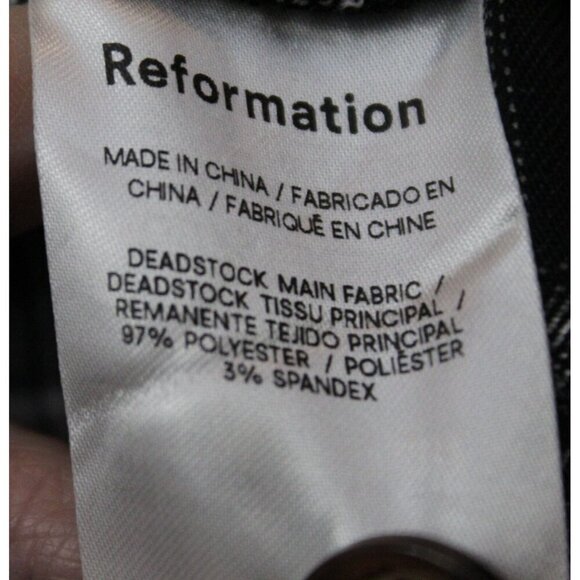 Reformation
MADE IN CHINA / FABRICADO EN
CHINA / FABRIQUÉ EN CHINE
DEADSTOCK MAIN FABRIC /
DEADSTOCK TISSU PRINCIPAL /
REMANENTE TEJIDO PRINCIPAL
97% POLYESTER / POLIÉSTER
3% SPANDEX